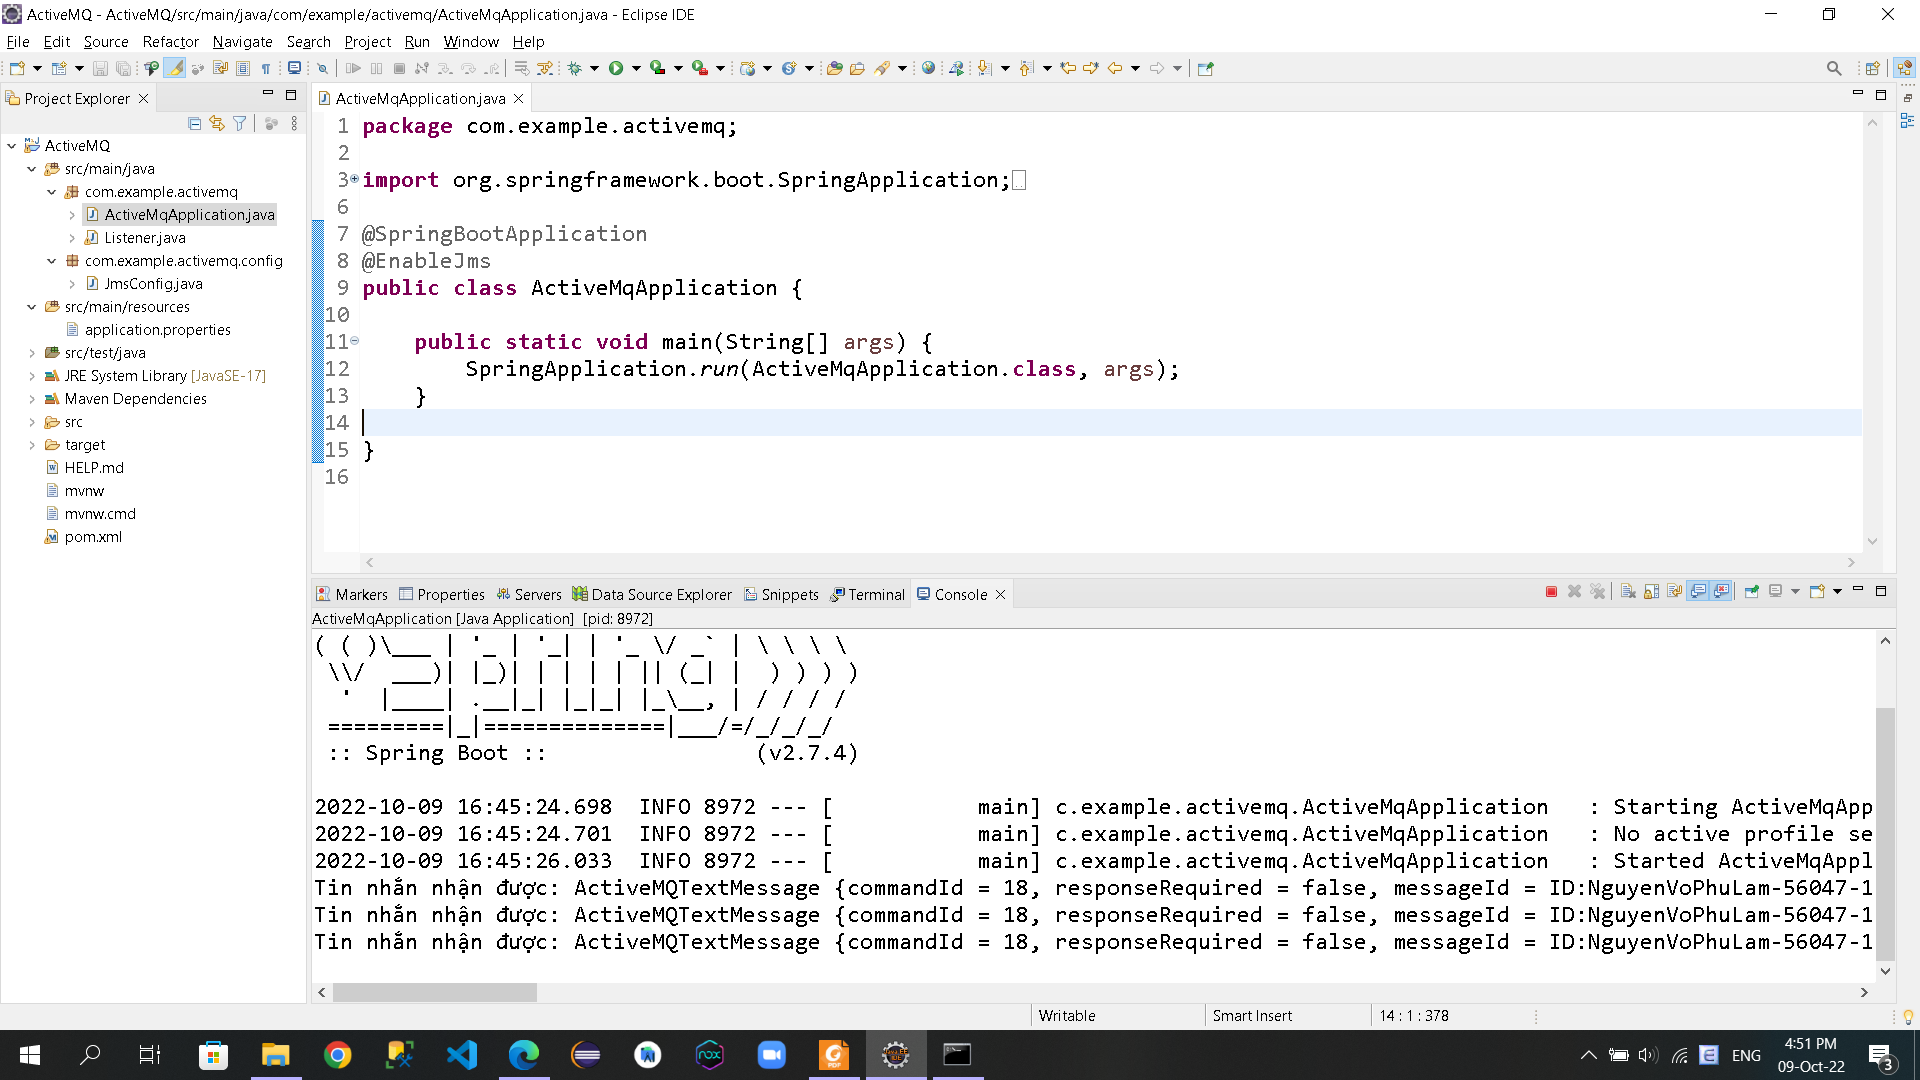 ActiveMQ - ActiveMQ/src/main/java/com/example/activemq/ActiveMqApplication.java - Eclipse IDE
File Edit Source Refactor Navigate Search Project Run Window Help
Project Explorer
ActiveMQ
src/main/java
com.example.activemq
ActiveMqApplication.java
Listener.java
com.example.activemq.config
JmsConfig.java
src/main/resources
application.properties
src/test/java
JRE System Library [JavaSE-17]
Maven Dependencies
src
target
HELP.md
mvnw
mvnw.cmd
pom.xml
ActiveMqApplication.java
1 package com.example.activemq;
2
3 import org.springframework.boot.SpringApplication;
6
7 @SpringBootApplication
8 @EnableJms
9 public class ActiveMqApplication {
10
11 public static void main(String[] args) {
12 SpringApplication.run(ActiveMqApplication.class, args);
13 }
14
15 }
16
Markers Properties Servers Data Source Explorer Snippets Terminal Console
ActiveMqApplication [Java Application] [pid: 8972]
( ( )\___ | '_ | '_| | '_ \/ _` | \ \ \ \
 \\/  ___)| |_)| | | | | || (_| |  ) ) ) )
  '  |____| .__|_| |_|_| |_\__, | / / / /
 =========|_|==============|___/=/_/_/_/
 :: Spring Boot ::                (v2.7.4)
2022-10-09 16:45:24.698  INFO 8972 --- [           main] c.example.activemq.ActiveMqApplication   : Starting ActiveMqApp
2022-10-09 16:45:24.701  INFO 8972 --- [           main] c.example.activemq.ActiveMqApplication   : No active profile se
2022-10-09 16:45:26.033  INFO 8972 --- [           main] c.example.activemq.ActiveMqApplication   : Started ActiveMqAppl
Tin nhắn nhận được: ActiveMQTextMessage {commandId = 18, responseRequired = false, messageId = ID:NguyenVoPhuLam-56047-1
Tin nhắn nhận được: ActiveMQTextMessage {commandId = 18, responseRequired = false, messageId = ID:NguyenVoPhuLam-56047-1
Tin nhắn nhận được: ActiveMQTextMessage {commandId = 18, responseRequired = false, messageId = ID:NguyenVoPhuLam-56047-1
Writable Smart Insert 14 : 1 : 378
ENG
4:51 PM
09-Oct-22
3